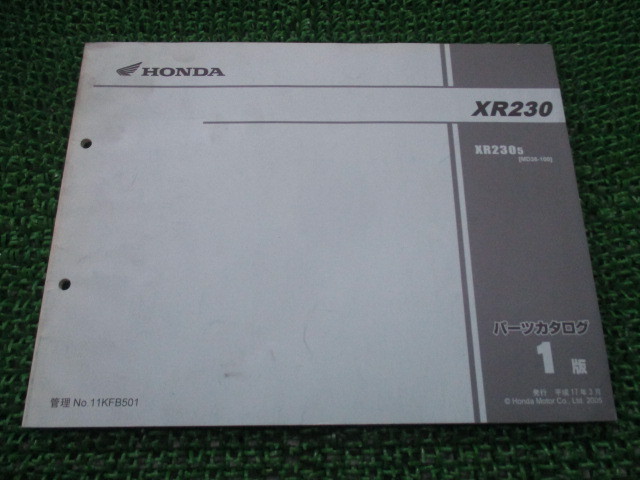 HONDA
XR230
XR2305
[MD36-100]
パーツカタログ
1版
発行 平成17年3月
© Honda Motor Co., Ltd. 2005
管理 No 11KFB501